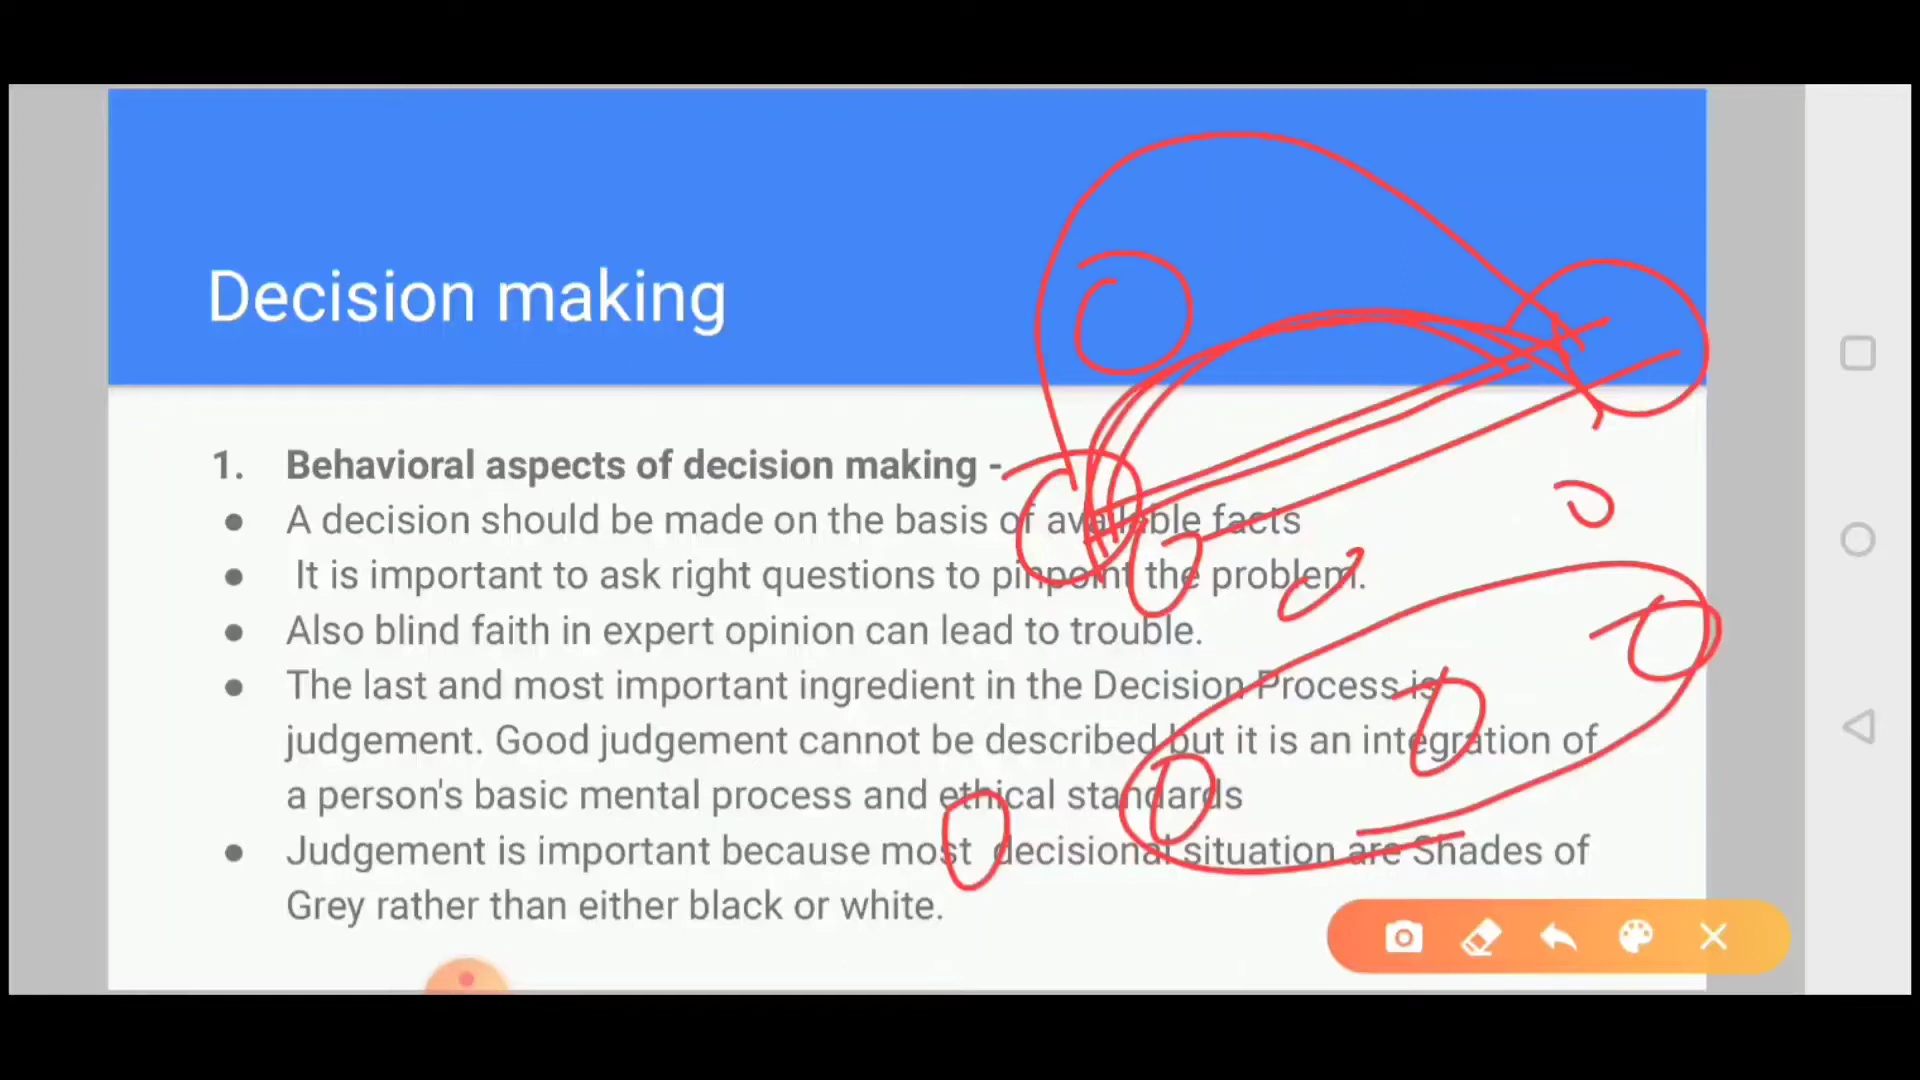 Decision making
1. Behavioral aspects of decision making -
● A decision should be made on the basis of available facts
● It is important to ask right questions to pinpoint the problem.
● Also blind faith in expert opinion can lead to trouble.
● The last and most important ingredient in the Decision Process is
judgement. Good judgement cannot be described but it is an integration of
a person's basic mental process and ethical standards
● Judgement is important because most decisional situation are Shades of
Grey rather than either black or white.